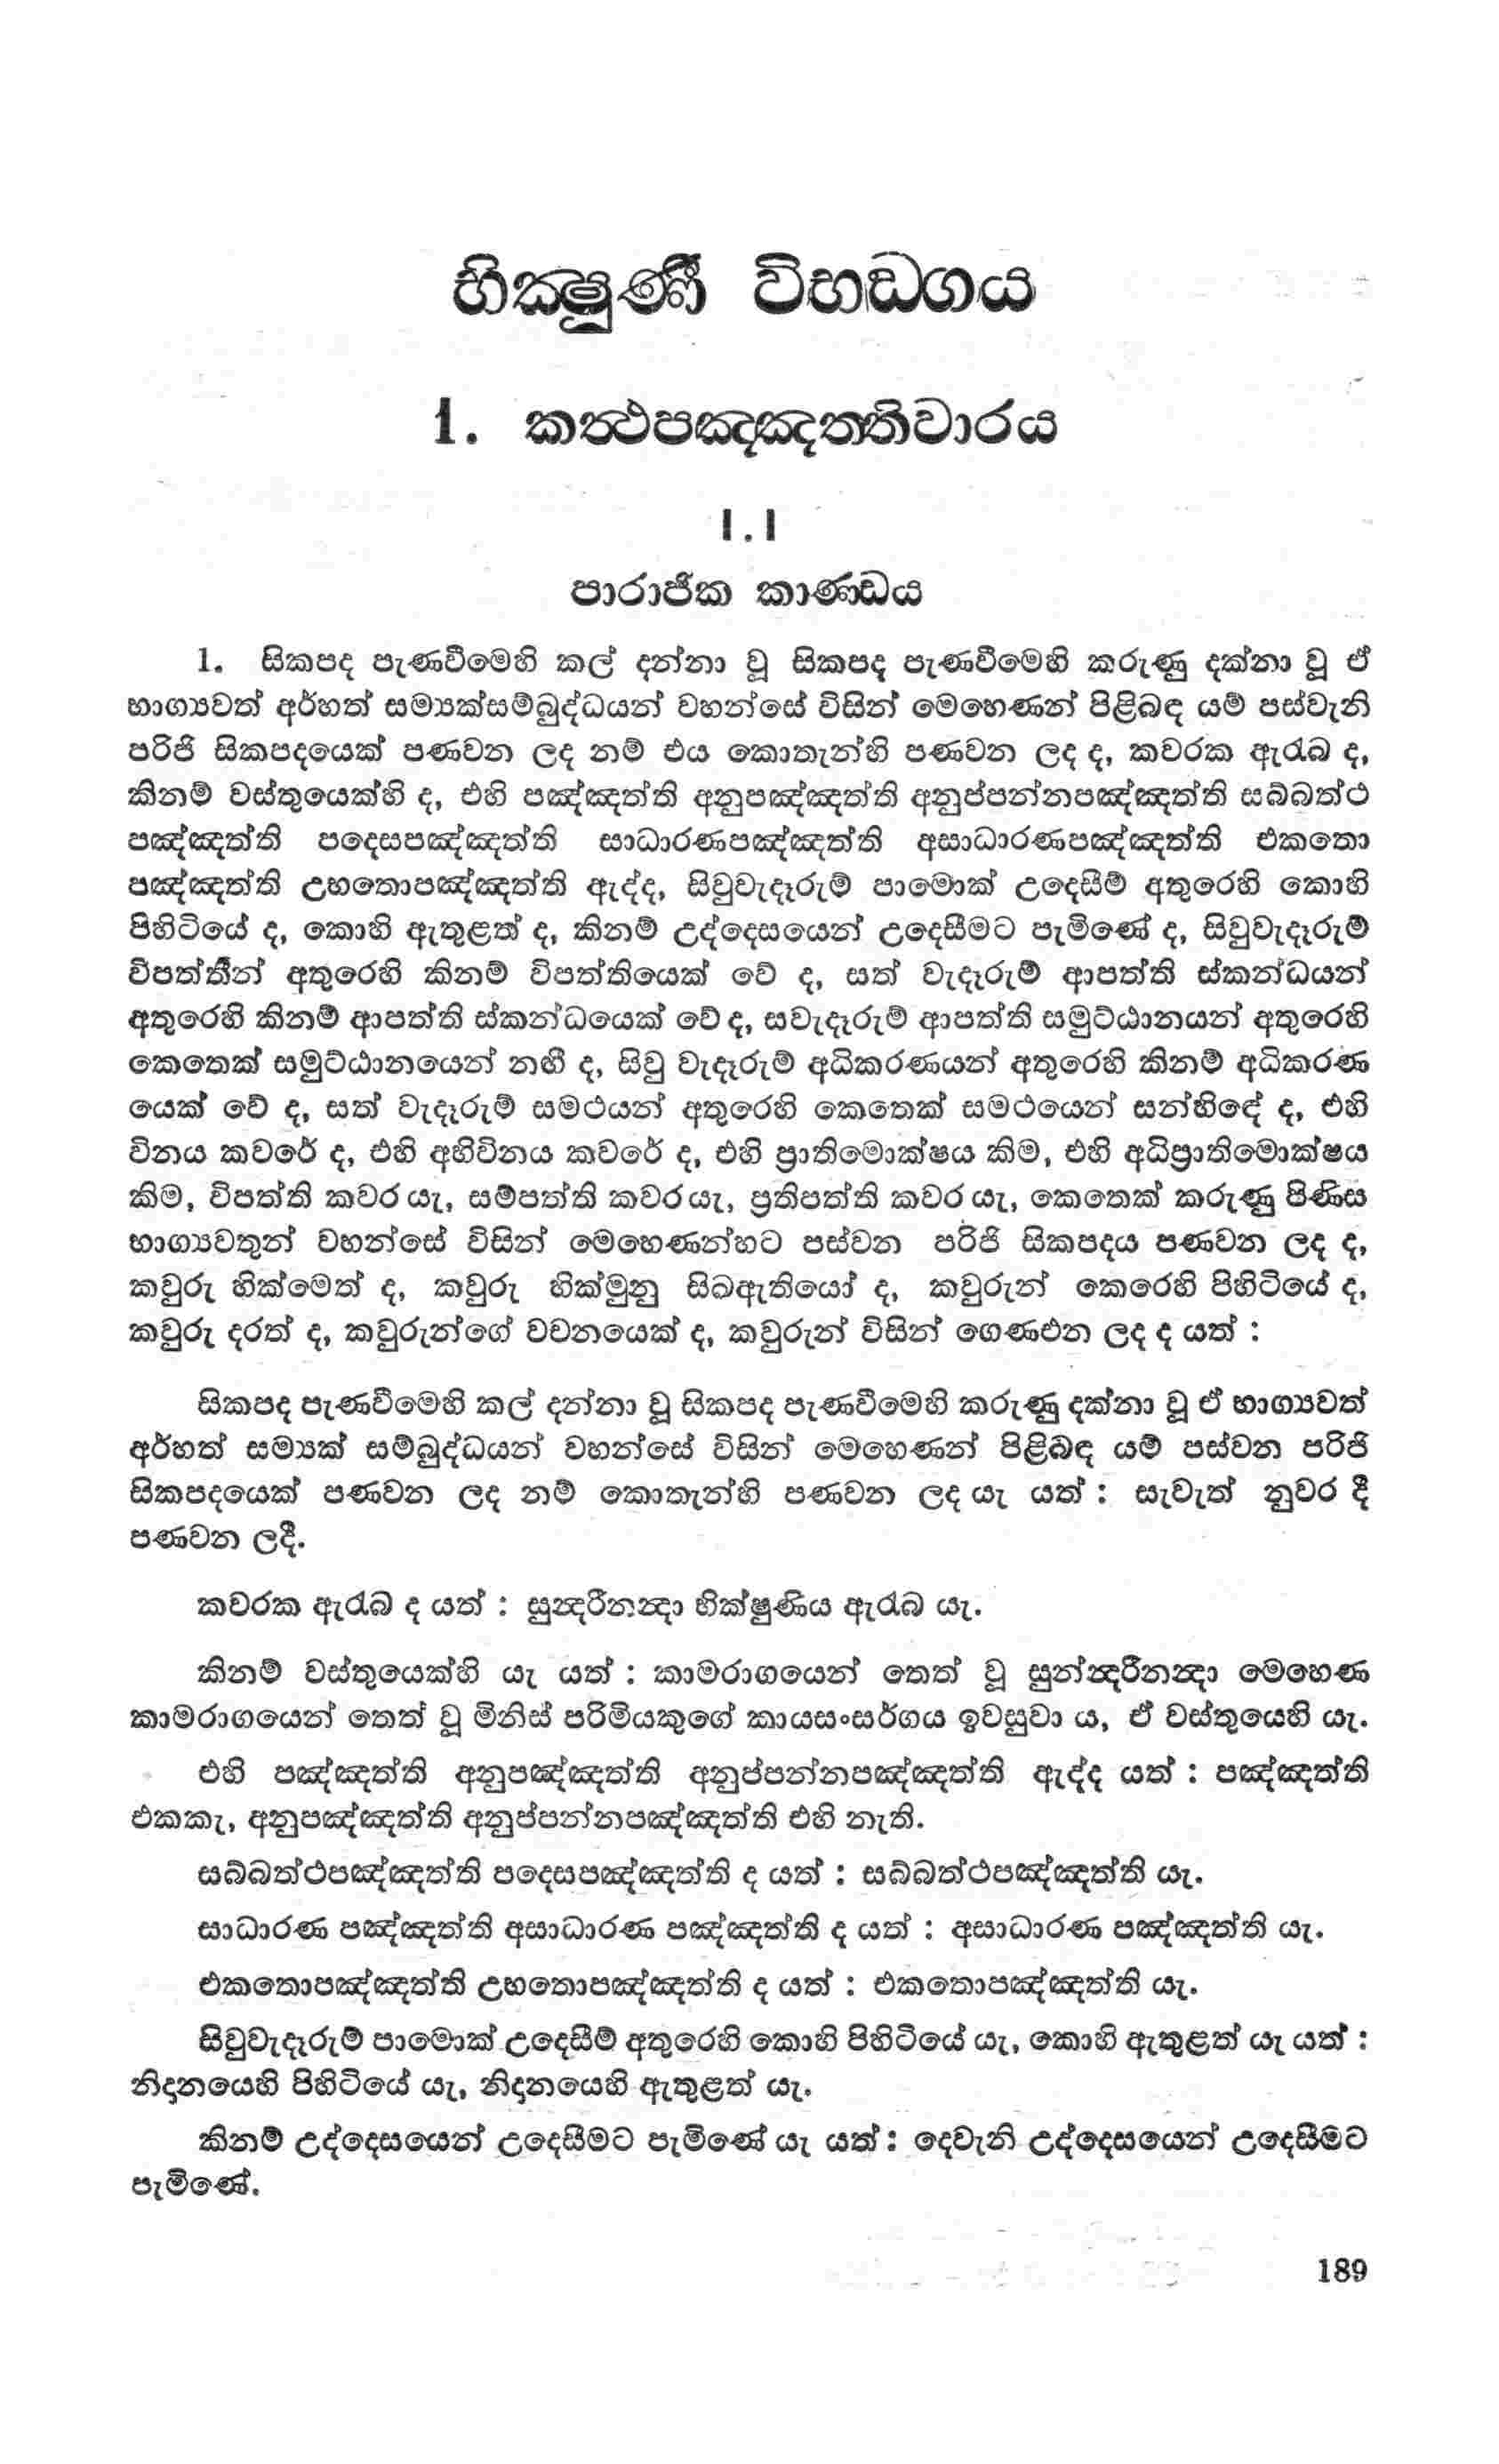 භික්‍ෂුණී විභඞ්ගය
1. කත්‍ථපඤ්ඤත්තිවාරය
1.1
පාරාජික කාණ්ඩය
1. සිකපද පැණවීමෙහි කල් දන්නා වූ සිකපද පැණවීමෙහි කරුණු දක්නා වූ ඒ
භාග්‍යවත් අර්හත් සම්‍යක්සම්බුද්ධයන් වහන්සේ විසින් මෙහෙණන් පිළිබඳ යම් පස්වැනි
පරිජි සිකපදයෙක් පණවන ලද නම් එය කොතැන්හි පණවන ලද ද, කවරක ඇරැබ ද,
කිනම් වස්තුයෙක්හි ද, එහි පඤ්ඤත්ති අනුපඤ්ඤත්ති අනුප්පන්නපඤ්ඤත්ති සබ්බත්ථ
පඤ්ඤත්ති පදෙසපඤ්ඤත්ති සාධාරණපඤ්ඤත්ති අසාධාරණපඤ්ඤත්ති එකතො
පඤ්ඤත්ති උභතොපඤ්ඤත්ති ඇද්ද, සිවුවැදෑරුම් පාමොක් උදෙසීම් අතුරෙහි කොහි
පිහිටියේ ද, කොහි ඇතුළත් ද, කිනම් උද්දෙසයෙන් උදෙසීමට පැමිණේ ද, සිවුවැදෑරුම්
විපත්තීන් අතුරෙහි කිනම් විපත්තියෙක් වේ ද, සත් වැදෑරුම් ආපත්ති ස්කන්ධයන්
අතුරෙහි කිනම් ආපත්ති ස්කන්ධයෙක් වේ ද, සවැදෑරුම් ආපත්ති සමුට්ඨානයන් අතුරෙහි
කෙතෙක් සමුට්ඨානයෙන් නඟී ද, සිවු වැදෑරුම් අධිකරණයන් අතුරෙහි කිනම් අධිකරණ
යෙක් වේ ද, සත් වැදෑරුම් සමථයන් අතුරෙහි කෙතෙක් සමථයෙන් සන්හිඳේ ද, එහි
විනය කවරේ ද, එහි අභිවිනය කවරේ ද, එහි ප්‍රාතිමොක්ෂය කිම, එහි අධිප්‍රාතිමොක්ෂය
කිම, විපත්ති කවර යැ, සම්පත්ති කවර යැ, ප්‍රතිපත්ති කවර යැ, කෙතෙක් කරුණු පිණිස
භාග්‍යවතුන් වහන්සේ විසින් මෙහෙණන්හට පස්වන පරිජි සිකපදය පණවන ලද ද,
කවුරු හික්මෙත් ද, කවුරු හික්මුනු සිඛඇතියෝ ද, කවුරුන් කෙරෙහි පිහිටියේ ද,
කවුරු දරත් ද, කවුරුන්ගේ වචනයෙක් ද, කවුරුන් විසින් ගෙණඑන ලද ද යත් :
සිකපද පැණවීමෙහි කල් දන්නා වූ සිකපද පැණවීමෙහි කරුණු දක්නා වූ ඒ භාග්‍යවත්
අර්හත් සම්‍යක් සම්බුද්ධයන් වහන්සේ විසින් මෙහෙණන් පිළිබඳ යම් පස්වන පරිජි
සිකපදයෙක් පණවන ලද නම් කොතැන්හි පණවන ලද යැ යත් : සැවැත් නුවර දී
පණවන ලදී.
කවරක ඇරැබ ද යත් : සුන්‍දරීනන්‍දා භික්ෂුණිය ඇරැබ යැ.
කිනම් වස්තුයෙක්හි යැ යත් : කාමරාගයෙන් තෙත් වූ සුන්න්‍දරීනන්‍දා මෙහෙණ
කාමරාගයෙන් තෙත් වූ මිනිස් පරිමියකුගේ කායසංසර්ගය ඉවසුවා ය, ඒ වස්තුයෙහි යැ.
එහි පඤ්ඤත්ති අනුපඤ්ඤත්ති අනුප්පන්නපඤ්ඤත්ති ඇද්ද යත් : පඤ්ඤත්ති
එකකැ, අනුපඤ්ඤත්ති අනුප්පන්නපඤ්ඤත්ති එහි නැති.
සබ්බත්ථපඤ්ඤත්ති පදෙසපඤ්ඤත්ති ද යත් : සබ්බත්ථපඤ්ඤත්ති යැ.
සාධාරණ පඤ්ඤත්ති අසාධාරණ පඤ්ඤත්ති ද යත් : අසාධාරණ පඤ්ඤත්ති යැ.
එකතොපඤ්ඤත්ති උභතොපඤ්ඤත්ති ද යත් : එකතොපඤ්ඤත්ති යැ.
සිවුවැදෑරුම් පාමොක් උදෙසීම් අතුරෙහි කොහි පිහිටියේ යැ, කොහි ඇතුළත් යැ යත් :
නිදානයෙහි පිහිටියේ යැ, නිදානයෙහි ඇතුළත් යැ.
කිනම් උද්දෙසයෙන් උදෙසීමට පැමිණේ යැ යත් : දෙවැනි උද්දෙසයෙන් උදෙසීමට
පැමිණේ.
189